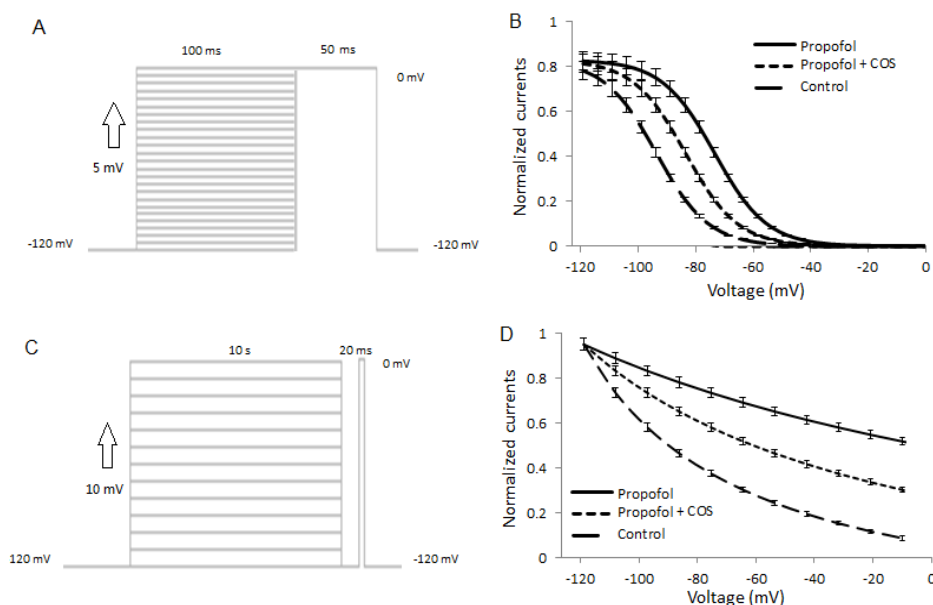 A
100 ms
50 ms
0 mV
5 mV
-120 mV
-120 mV
B
Normalized currents
1
0.8
0.6
0.4
0.2
0
Propofol
Propofol + COS
Control
-120 -100 -80 -60 -40 -20 0
Voltage (mV)
C
10 s
20 ms
0 mV
10 mV
120 mV
-120 mV
D
Normalized currents
1
0.8
0.6
0.4
0.2
0
Propofol
Propofol + COS
Control
-120 -100 -80 -60 -40 -20 0
Voltage (mV)